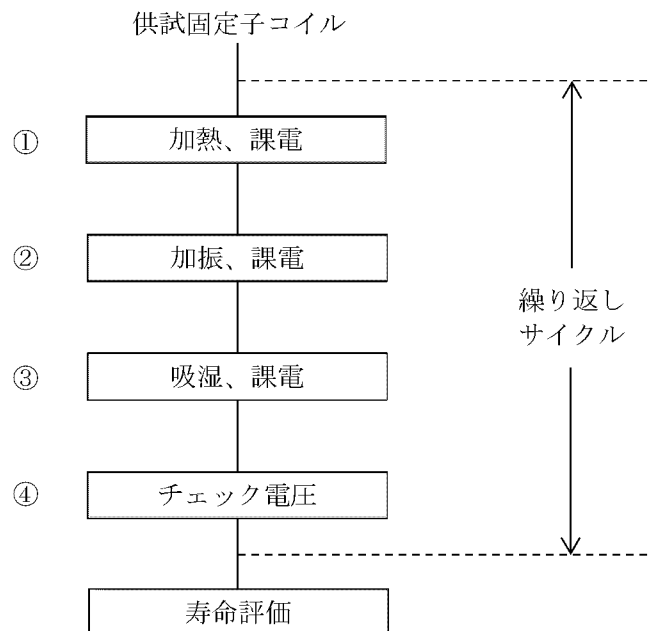 供試固定子コイル
① 加熱、課電
② 加振、課電
繰り返し
サイクル
③ 吸湿、課電
④ チェック電圧
寿命評価